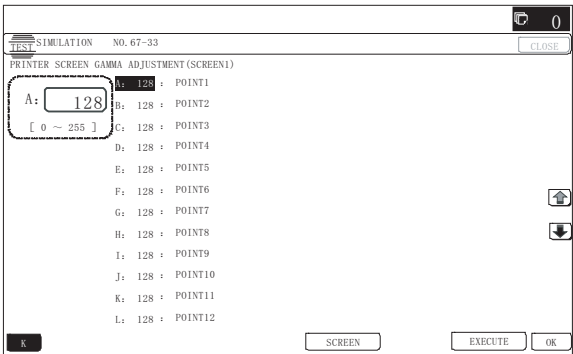 0
TEST SIMULATION NO.67-33 CLOSE
PRINTER SCREEN GAMMA ADJUSTMENT(SCREEN1)
A: 128
[ 0 ～ 255 ]
A: 128 : POINT1
B: 128 : POINT2
C: 128 : POINT3
D: 128 : POINT4
E: 128 : POINT5
F: 128 : POINT6
G: 128 : POINT7
H: 128 : POINT8
I: 128 : POINT9
J: 128 : POINT10
K: 128 : POINT11
L: 128 : POINT12
K SCREEN EXECUTE OK